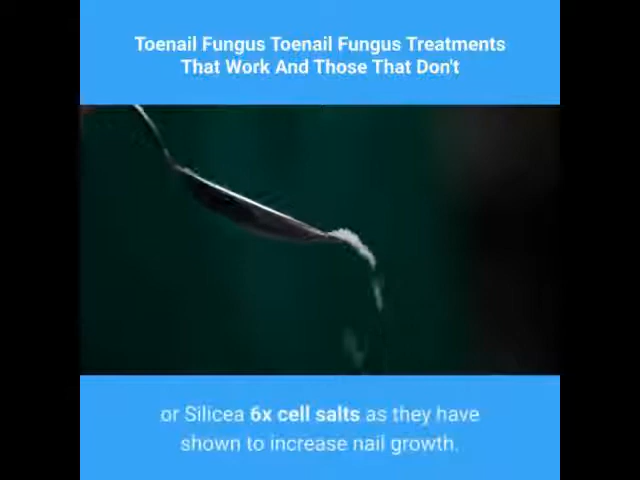 Toenail Fungus Toenail Fungus Treatments
That Work And Those That Don't
or Silicea 6x cell salts as they have
shown to increase nail growth.